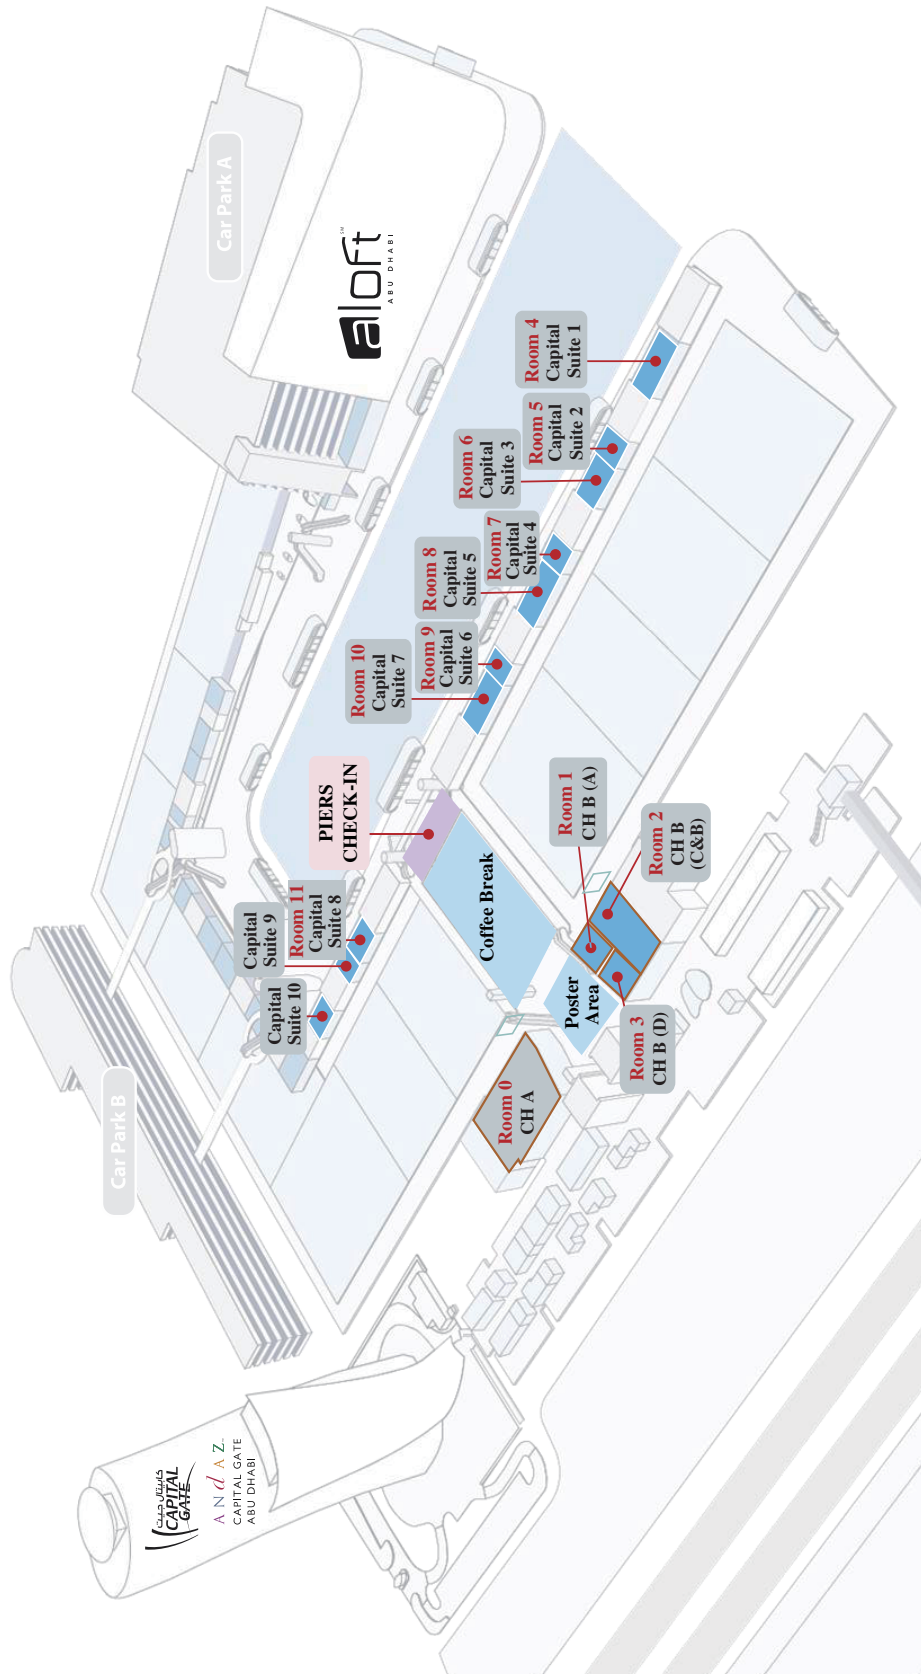 Car Park A
Car Park B
aloft
SM
ABU DHABI
Room 4
Capital
Suite 1
Room 5
Capital
Suite 2
Room 6
Capital
Suite 3
Room 7
Capital
Suite 4
Room 8
Capital
Suite 5
Room 9
Capital
Suite 6
Room 10
Capital
Suite 7
PIERS
CHECK-IN
Room 11
Capital
Suite 8
Capital
Suite 9
Capital
Suite 10
Coffee Break
Poster
Area
Room 1
CH B (A)
Room 2
CH B
(C&B)
Room 3
CH B (D)
Room 0
CH A
كابيتال جيت
CAPITAL
GATE
ANdAZ
CAPITAL GATE
ABU DHABI